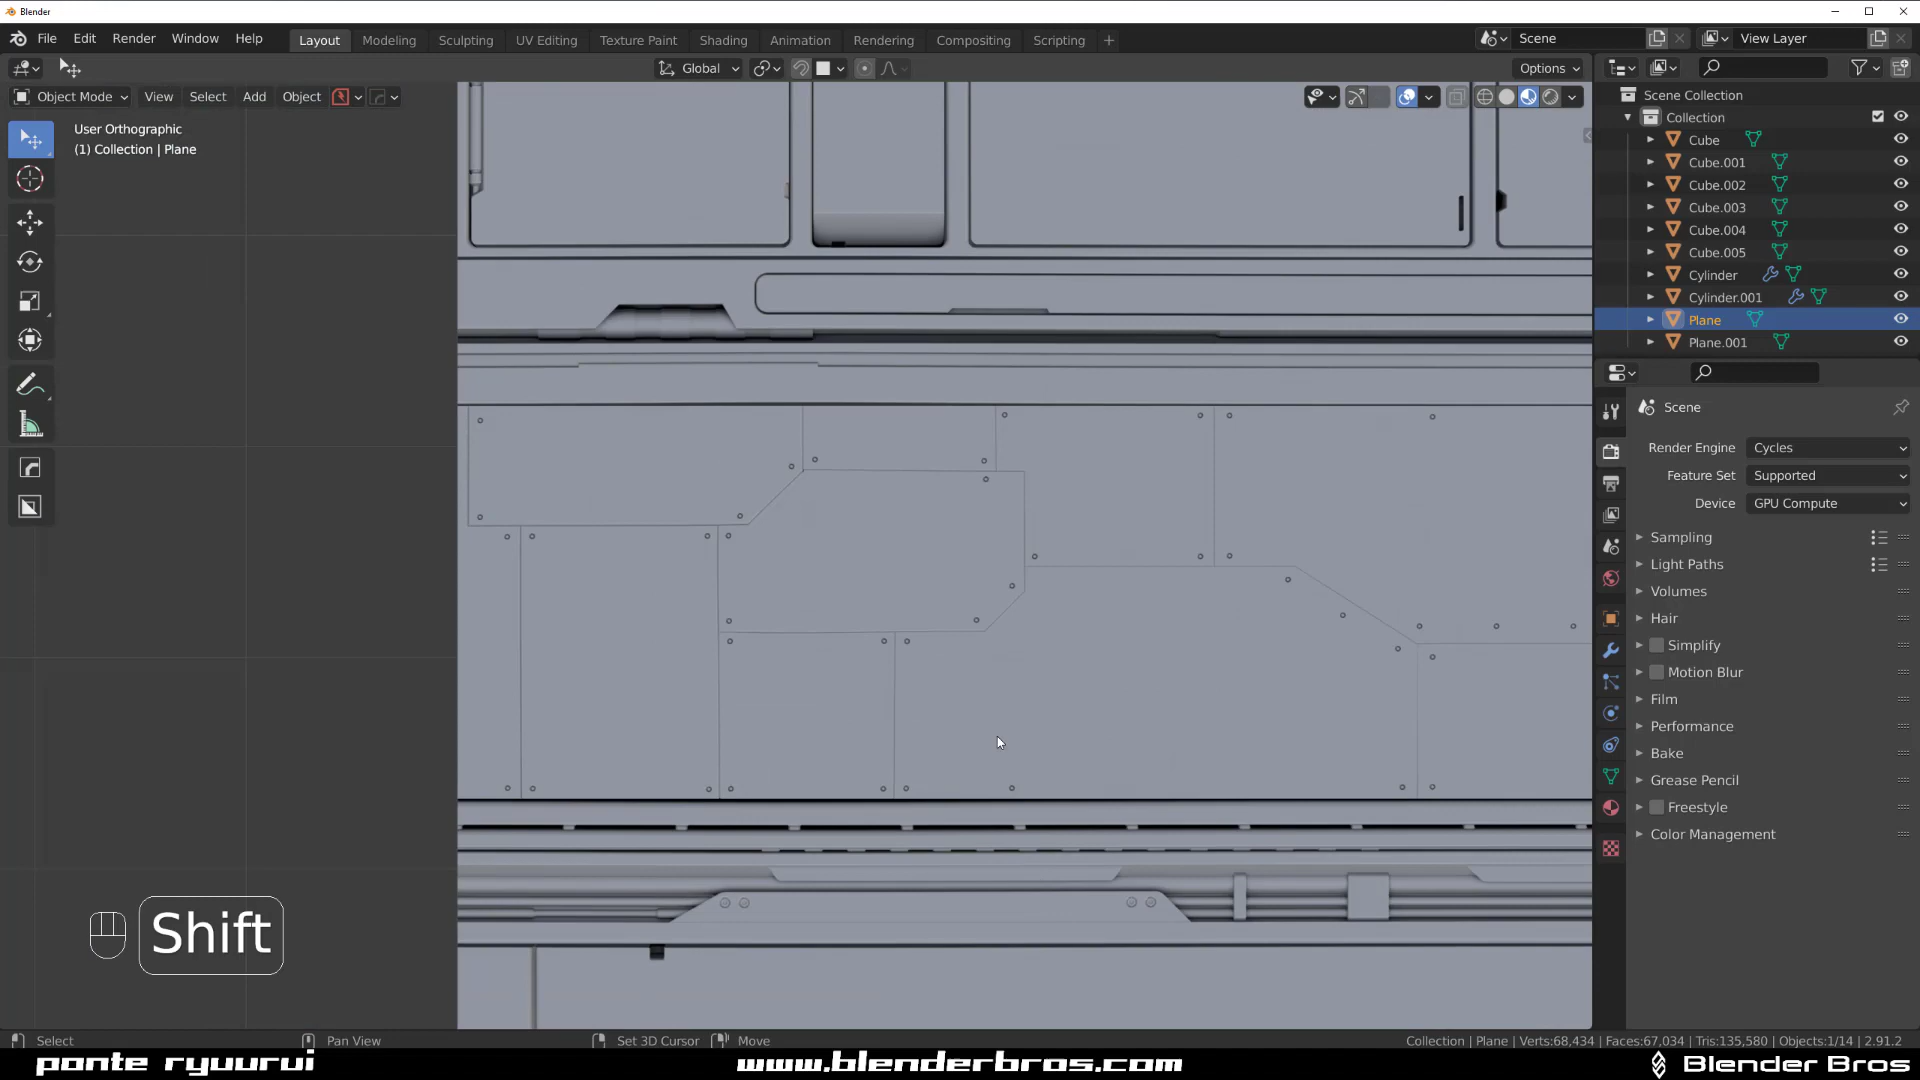 Blender
File Edit Render Window Help Layout Modeling Sculpting UV Editing Texture Paint Shading Animation Rendering Compositing Scripting + Scene View Layer
Global Options
Object Mode View Select Add Object
User Orthographic
(1) Collection | Plane
Scene Collection
Collection
Cube
Cube.001
Cube.002
Cube.003
Cube.004
Cube.005
Cylinder
Cylinder.001
Plane
Plane.001
Scene
Render Engine Cycles
Feature Set Supported
Device GPU Compute
Sampling
Light Paths
Volumes
Hair
Simplify
Motion Blur
Film
Performance
Bake
Grease Pencil
Freestyle
Color Management
Shift
Select Pan View Set 3D Cursor Move Collection | Plane | Verts:68,434 | Faces:67,034 | Tris:135,580 | Objects:1/14 | 2.91.2
ponte ryuurui www.blenderbros.com Blender Bros